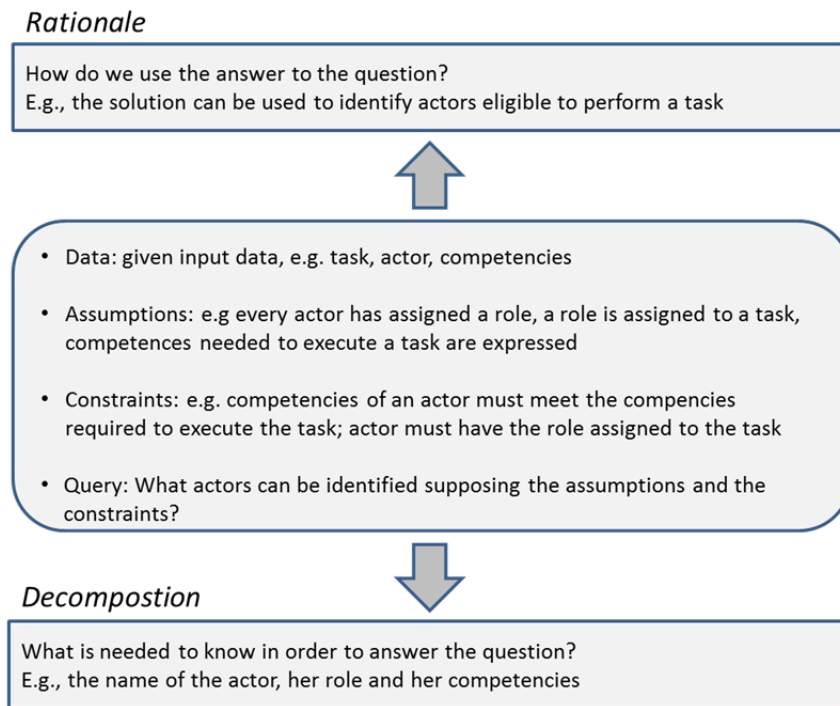 Rationale
How do we use the answer to the question?
E.g., the solution can be used to identify actors eligible to perform a task
• Data: given input data, e.g. task, actor, competencies
• Assumptions: e.g every actor has assigned a role, a role is assigned to a task,
competences needed to execute a task are expressed
• Constraints: e.g. competencies of an actor must meet the compencies
required to execute the task; actor must have the role assigned to the task
• Query: What actors can be identified supposing the assumptions and the
constraints?
Decompostion
What is needed to know in order to answer the question?
E.g., the name of the actor, her role and her competencies